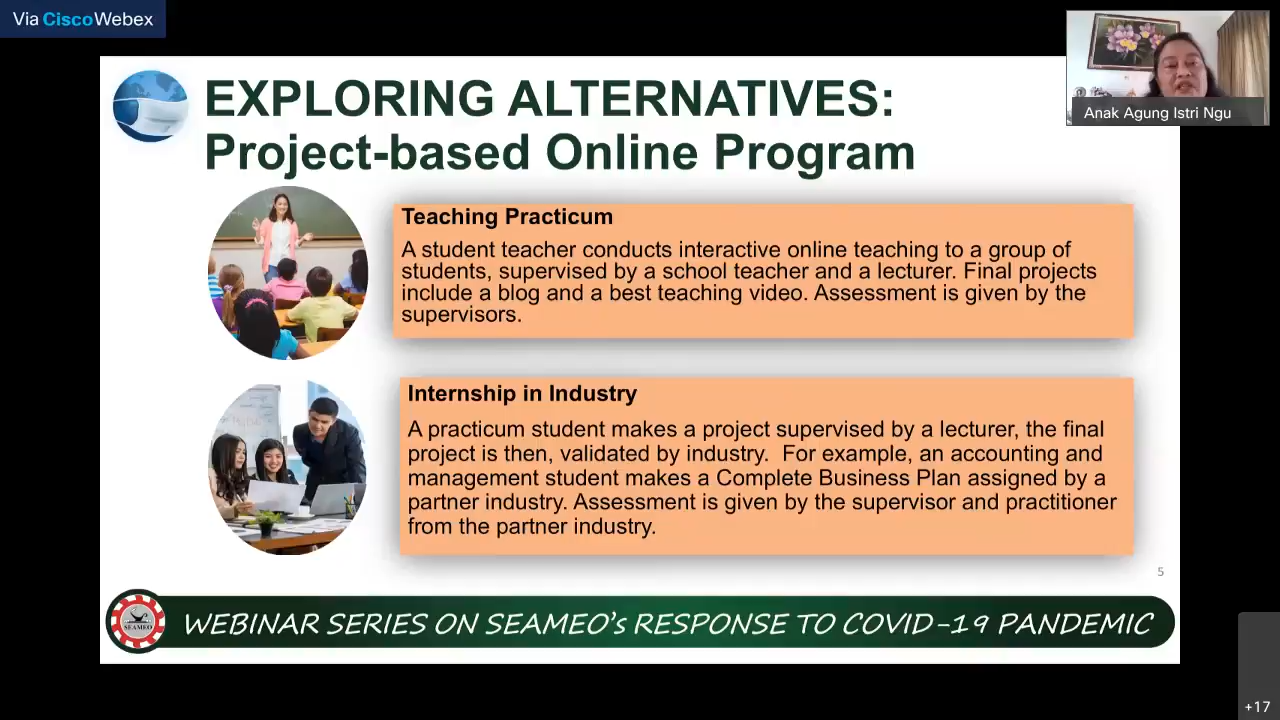 Via CiscoWebex
Anak Agung Istri Ngu
EXPLORING ALTERNATIVES:
Project-based Online Program
Teaching Practicum
A student teacher conducts interactive online teaching to a group of
students, supervised by a school teacher and a lecturer. Final projects
include a blog and a best teaching video. Assessment is given by the
supervisors.
Internship in Industry
A practicum student makes a project supervised by a lecturer, the final
project is then, validated by industry.  For example, an accounting and
management student makes a Complete Business Plan assigned by a
partner industry. Assessment is given by the supervisor and practitioner
from the partner industry.
5
SEAMEO
WEBINAR SERIES ON SEAMEO's RESPONSE TO COVID-19 PANDEMIC
+17